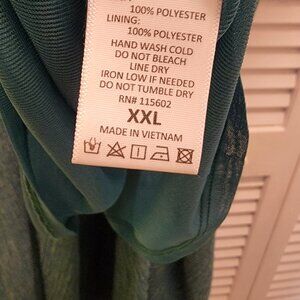 100% POLYESTER
LINING:
100% POLYESTER
HAND WASH COLD
DO NOT BLEACH
LINE DRY
IRON LOW IF NEEDED
DO NOT TUMBLE DRY
RN# 115602
XXL
MADE IN VIETNAM